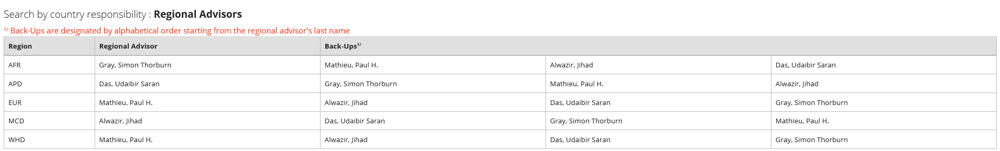 Search by country responsibility : Regional Advisors
1/ Back-Ups are designated by alphabetical order starting from the regional advisor's last name
Region Regional Advisor Back-Ups1/
AFR Gray, Simon Thorburn Mathieu, Paul H. Alwazir, Jihad Das, Udaibir Saran
APD Das, Udaibir Saran Gray, Simon Thorburn Mathieu, Paul H. Alwazir, Jihad
EUR Mathieu, Paul H. Alwazir, Jihad Das, Udaibir Saran Gray, Simon Thorburn
MCD Alwazir, Jihad Das, Udaibir Saran Gray, Simon Thorburn Mathieu, Paul H.
WHD Mathieu, Paul H. Alwazir, Jihad Das, Udaibir Saran Gray, Simon Thorburn